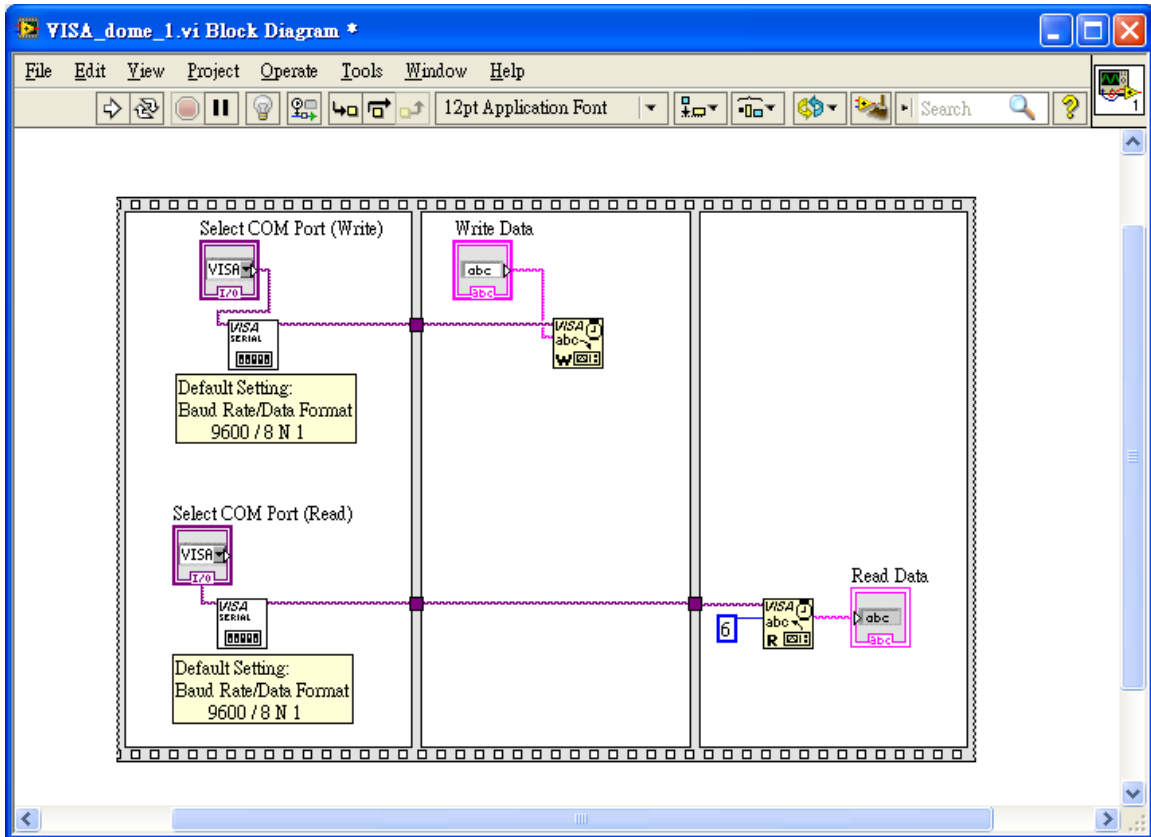 VISA_dome_1.vi Block Diagram *
File Edit View Project Operate Tools Window Help
12pt Application Font
Search
1
Select COM Port (Write)
VISA
I/O
VISA
SERIAL
Default Setting:
Baud Rate/Data Format
9600 / 8 N 1
Write Data
abc
abc
VISA
abc
W
Select COM Port (Read)
VISA
I/O
VISA
SERIAL
Default Setting:
Baud Rate/Data Format
9600 / 8 N 1
6
VISA
abc
R
Read Data
abc
abc